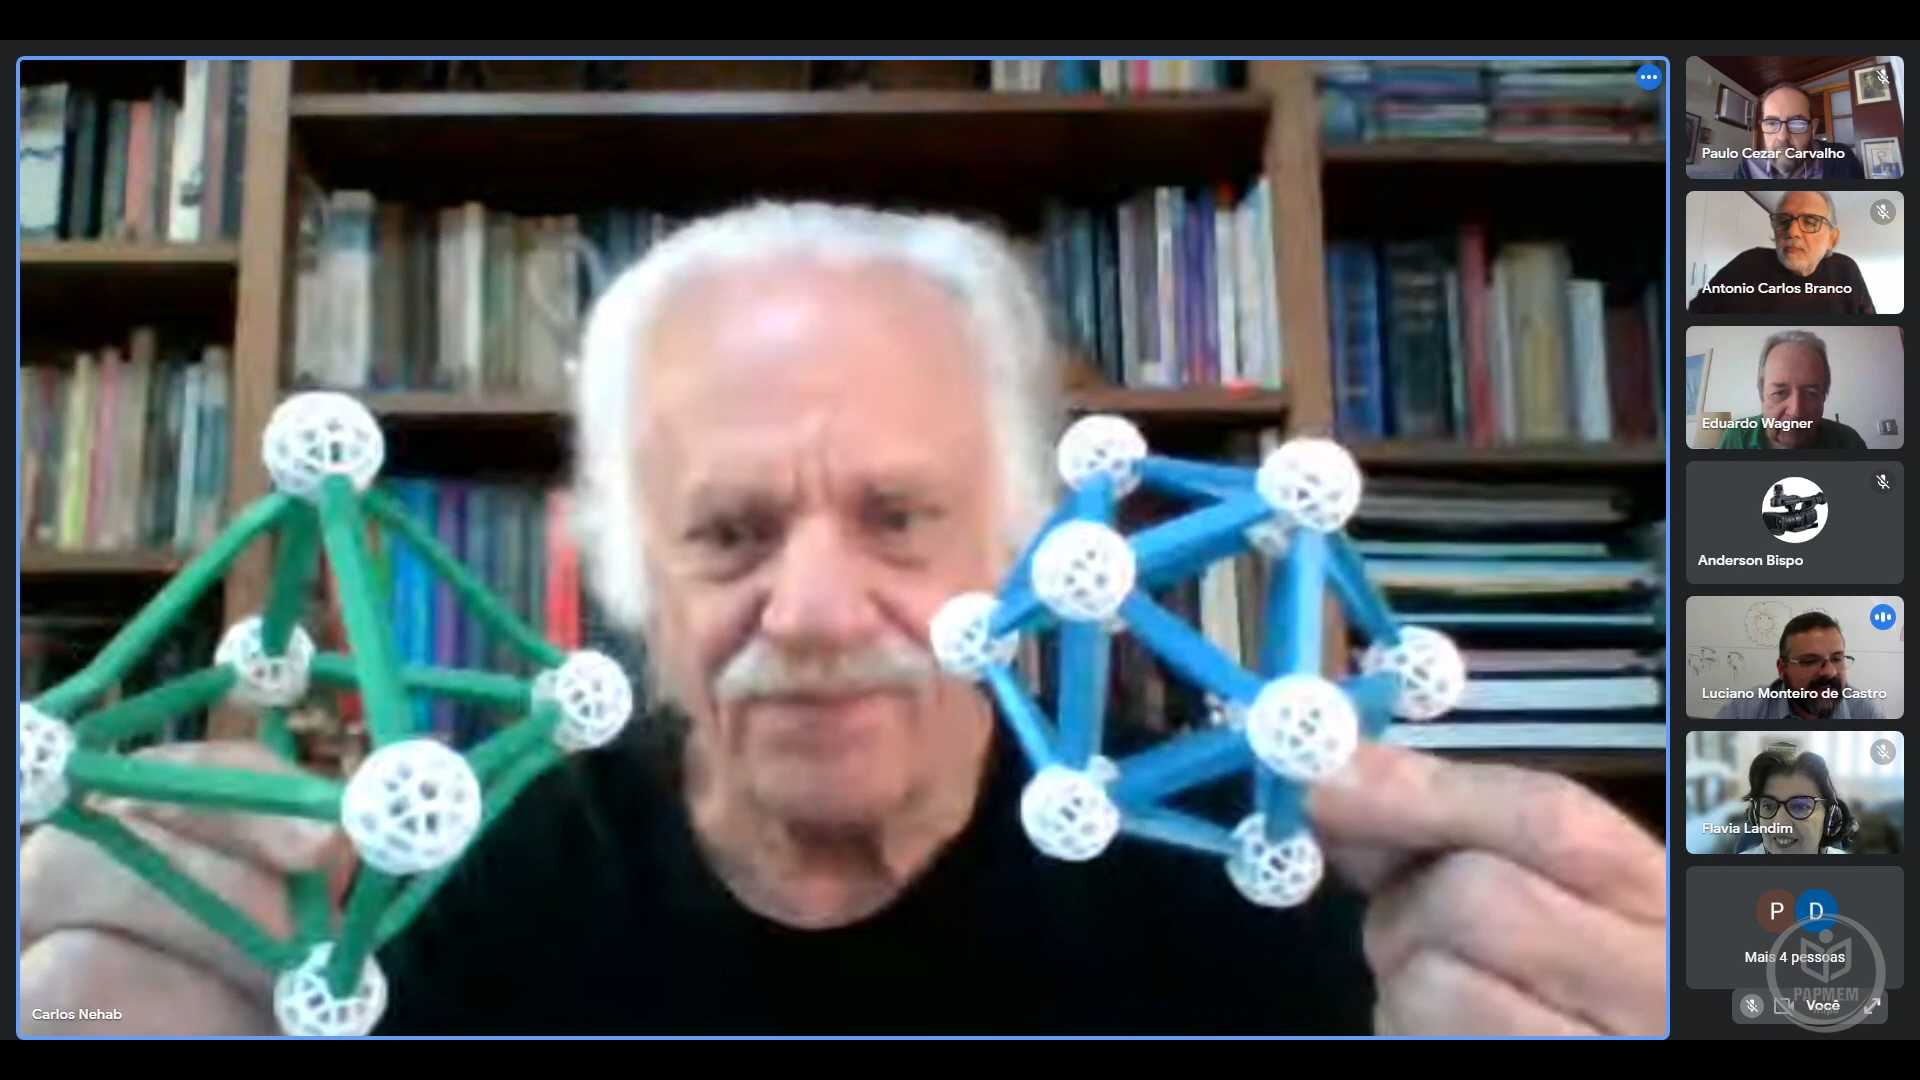 Paulo Cezar Carvalho
Antonio Carlos Branco
Eduardo Wagner
Anderson Bispo
Luciano Monteiro de Castro
Flavia Landim
P D
Mais 4 pessoas
PAPMEM
Você
Carlos Nehab